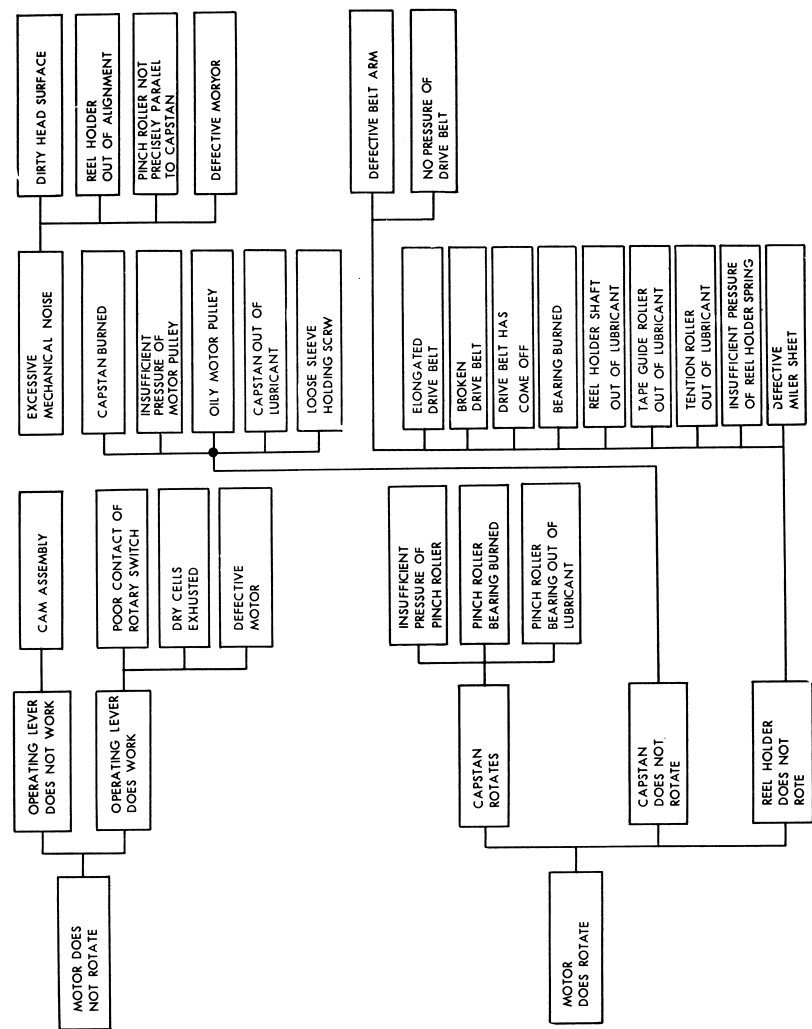 MOTOR DOES
NOT ROTATE
OPERATING LEVER
DOES NOT WORK
CAM ASSEMBLY
OPERATING LEVER
DOES WORK
POOR CONTACT OF
ROTARY SWITCH
DRY CELLS
EXHUSTED
DEFECTIVE
MOTOR
EXCESSIVE
MECHANICAL NOISE
DIRTY HEAD SURFACE
REEL HOLDER
OUT OF ALIGNMENT
PINCH ROLLER NOT
PRECISELY PARALEL
TO CAPSTAN
DEFECTIVE MORYOR
CAPSTAN BURNED
INSUFFICIENT
PRESSURE OF
MOTOR PULLEY
OILY MOTOR PULLEY
CAPSTAN OUT OF
LUBRICANT
LOOSE SLEEVE
HOLDING SCRW
MOTOR
DOES ROTATE
CAPSTAN
ROTATES
INSUFFICIENT
PRESSURE OF
PINCH ROLLER
PINCH ROLLER
BEARING BURNED
PINCH ROLLER
BEARING OUT OF
LUBRICANT
CAPSTAN
DOES NOT
ROTATE
REEL HOLDER
DOES NOT
ROTE
ELONGATED
DRIVE BELT
BROKEN
DRIVE BELT
DRIVE BELT HAS
COME OFF
BEARING BURNED
REEL HOLDER SHAFT
OUT OF LUBRICANT
TAPE GUIDE ROLLER
OUT OF LUBRICANT
TENTION ROLLER
OUT OF LUBRICANT
INSUFFICIENT PRESSURE
OF REEL HOLDER SPRING
DEFECTIVE
MILER SHEET
DEFECTIVE BELT ARM
NO PRESSURE OF
DRIVE BELT